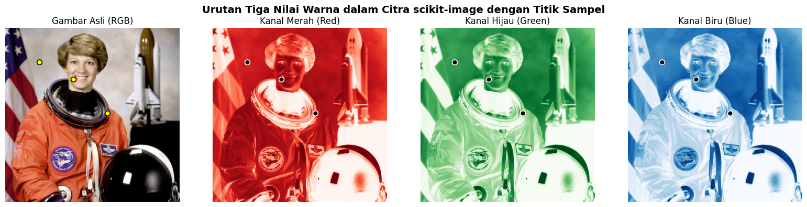 Urutan Tiga Nilai Warna dalam Citra scikit-image dengan Titik Sampel
Gambar Asli (RGB)
Kanal Merah (Red)
Kanal Hijau (Green)
Kanal Biru (Blue)